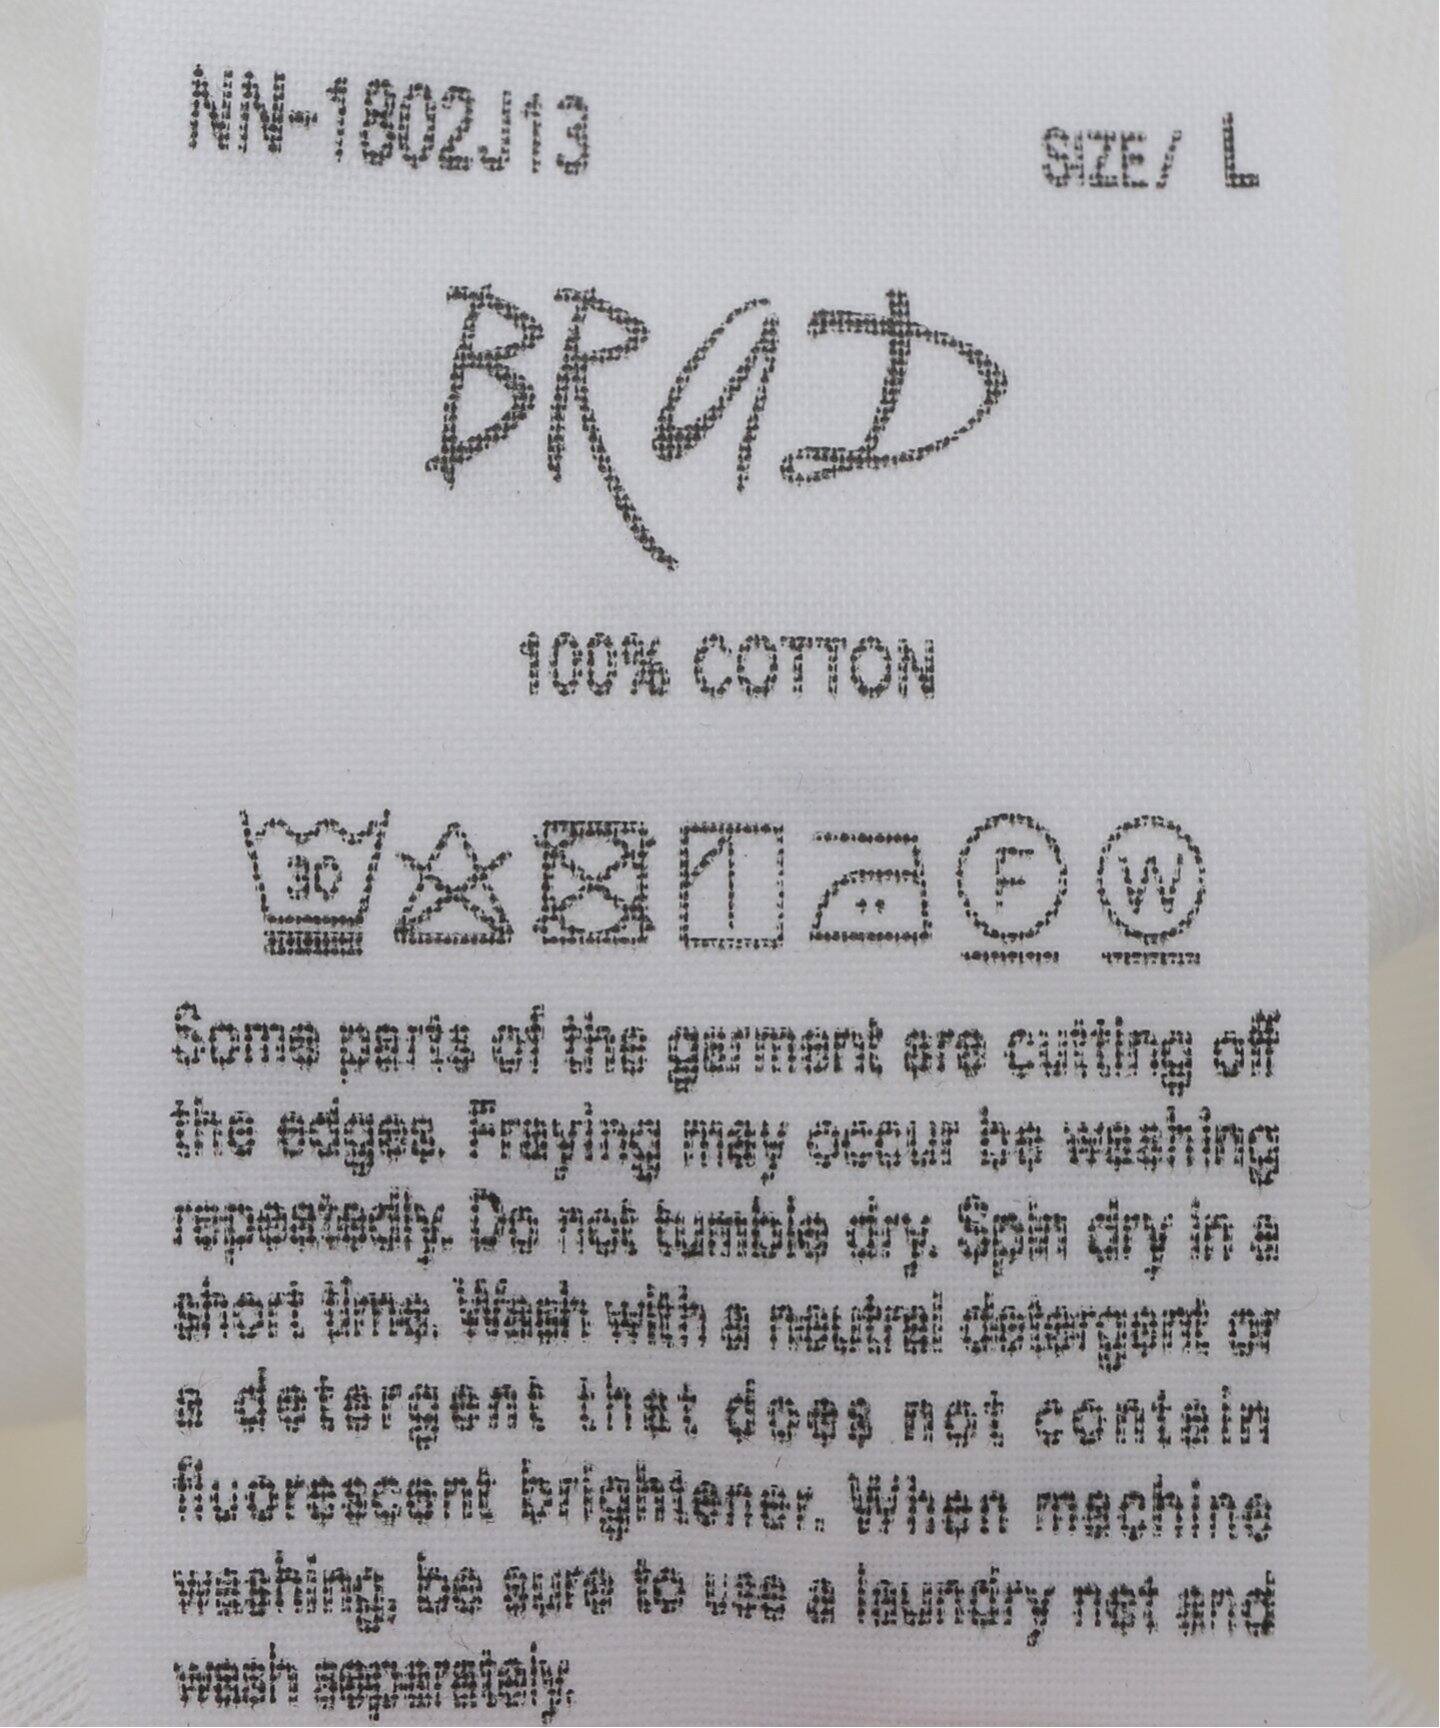 NN-1802J13
SIZE/ L
BRaD
100% COTTON
30
F
W
Some parts of the garment are cutting off
the edges. Fraying may occur be washing
repeatedly. Do not tumble dry. Spin dry in a
short time. Wash with a neutral detergent or
a detergent that does not contain
fluorescent brightener. When machine
washing, be sure to use a laundry net and
wash separately.